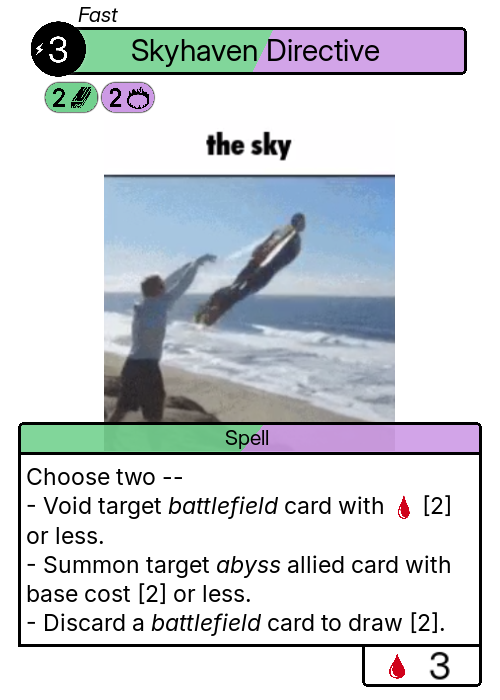 Fast
3 Skyhaven Directive
2 2
the sky
Spell
Choose two --
- Void target battlefield card with [2]
or less.
- Summon target abyss allied card with
base cost [2] or less.
- Discard a battlefield card to draw [2].
3